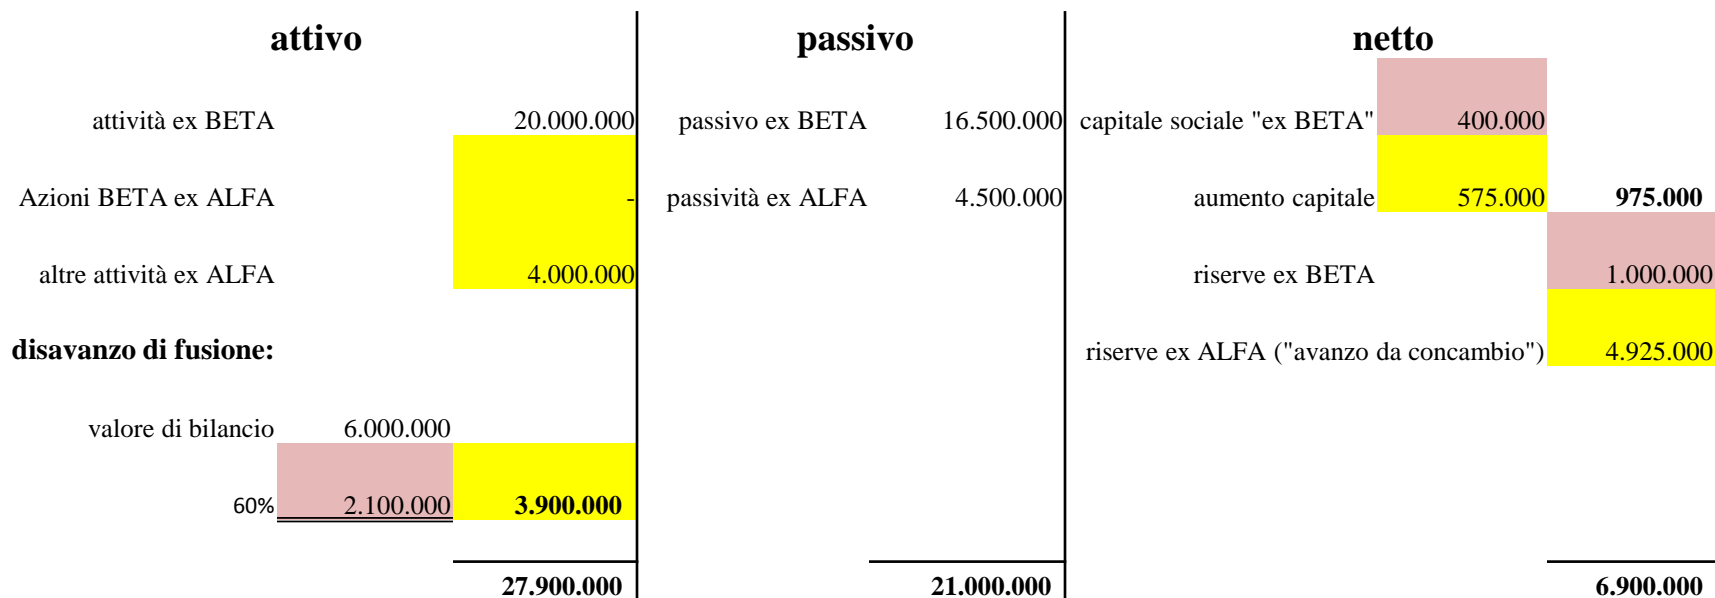 attivo passivo netto
attività ex BETA 20.000.000 passivo ex BETA 16.500.000 capitale sociale "ex BETA" 400.000
Azioni BETA ex ALFA - passività ex ALFA 4.500.000 aumento capitale 575.000 975.000
altre attività ex ALFA 4.000.000 riserve ex BETA 1.000.000
disavanzo di fusione: riserve ex ALFA ("avanzo da concambio") 4.925.000
valore di bilancio 6.000.000
60% 2.100.000 3.900.000
27.900.000 21.000.000 6.900.000